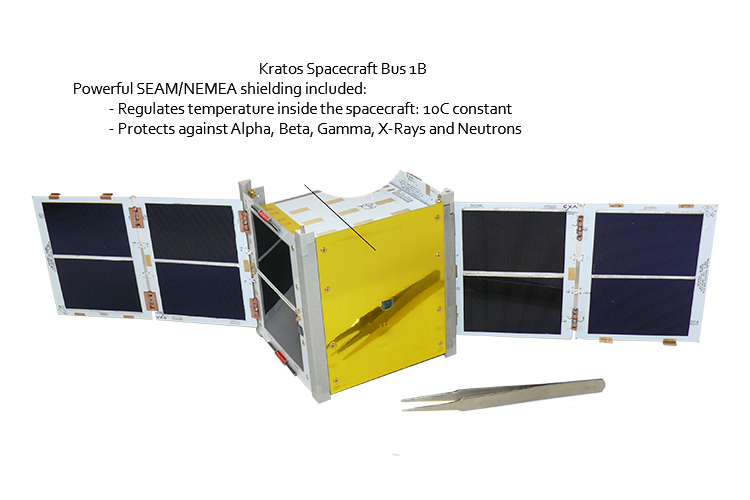 Kratos Spacecraft Bus 1B
Powerful SEAM/NEMEA shielding included:
- Regulates temperature inside the spacecraft: 10C constant
- Protects against Alpha, Beta, Gamma, X-Rays and Neutrons
EXA